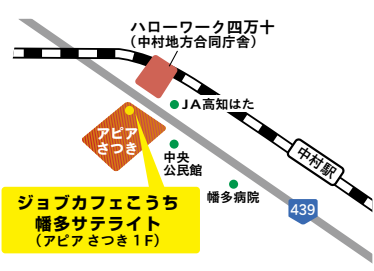 ハローワーク四万十
(中村地方合同庁舎)
JA高知はた
アピア
さつき
中央
公民館
中村駅
幡多病院
439
ジョブカフェこうち
幡多サテライト
(アピアさつき1F)